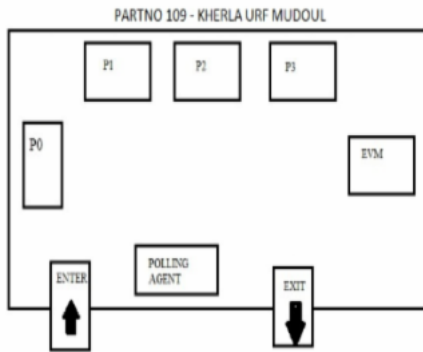 PARTNO 109 - KHERLA URF MUDOUL
P1
P2
P3
P0
EVM
POLLING
AGENT
ENTER
EXIT